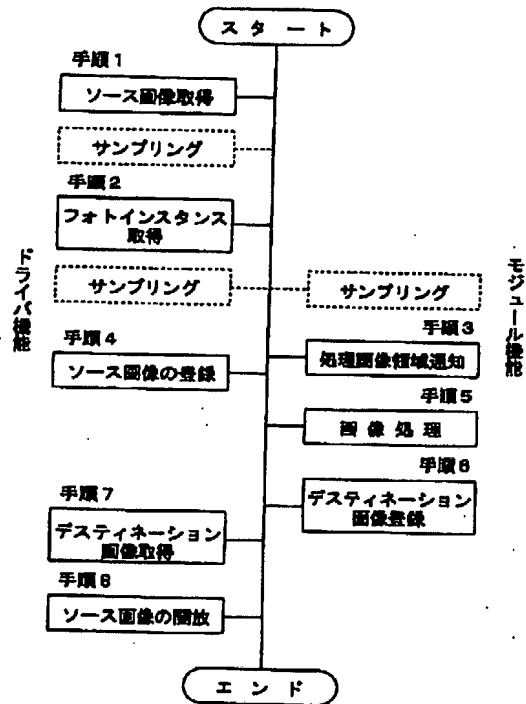 スタート
手順1
ソース画像取得
サンプリング
手順2
フォトインスタンス
取得
ドライバ機能
モジュール機能
サンプリング
サンプリング
手順3
処理画像領域通知
手順4
ソース画像の登録
手順5
画像処理
手順6
デスティネーション
画像登録
手順7
デスティネーション
画像取得
手順8
ソース画像の開放
エンド